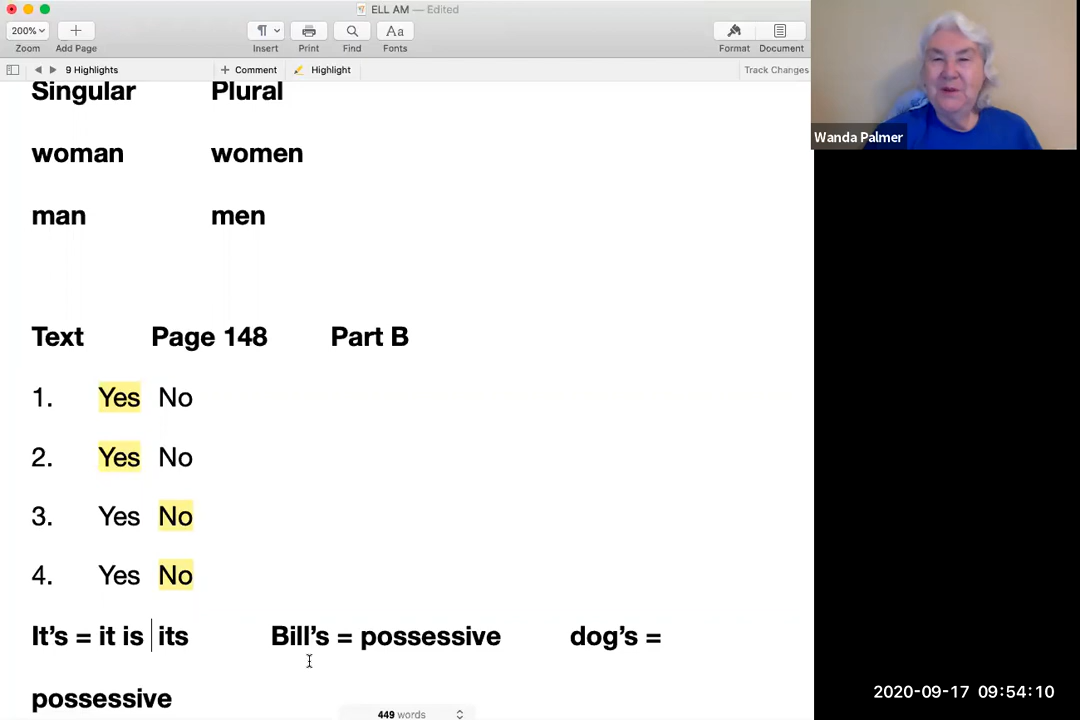 ELL AM — Edited
200%
Zoom Add Page Insert Print Find Fonts Format Document
9 Highlights Comment Highlight Track Changes
Singular Plural
woman women
man men
Text Page 148 Part B
1. Yes No
2. Yes No
3. Yes No
4. Yes No
It’s = it is its Bill’s = possessive dog’s =
possessive
449 words
Wanda Palmer
2020-09-17 09:54:10